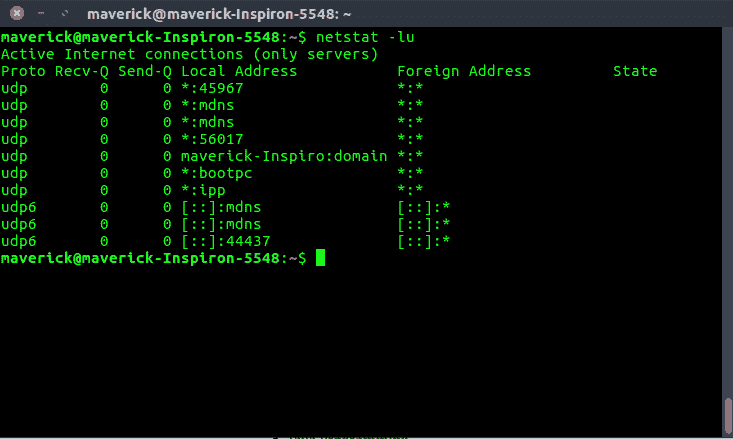 maverick@maverick-Inspiron-5548: ~
maverick@maverick-Inspiron-5548:~$ netstat -lu
Active Internet connections (only servers)
Proto Recv-Q Send-Q Local Address           Foreign Address         State
udp        0      0 *:45967                 *:*
udp        0      0 *:mdns                  *:*
udp        0      0 *:mdns                  *:*
udp        0      0 *:56017                 *:*
udp        0      0 maverick-Inspiro:domain *:*
udp        0      0 *:bootpc                *:*
udp        0      0 *:ipp                   *:*
udp6       0      0 [::]:mdns               [::]:*
udp6       0      0 [::]:mdns               [::]:*
udp6       0      0 [::]:44437              [::]:*
maverick@maverick-Inspiron-5548:~$